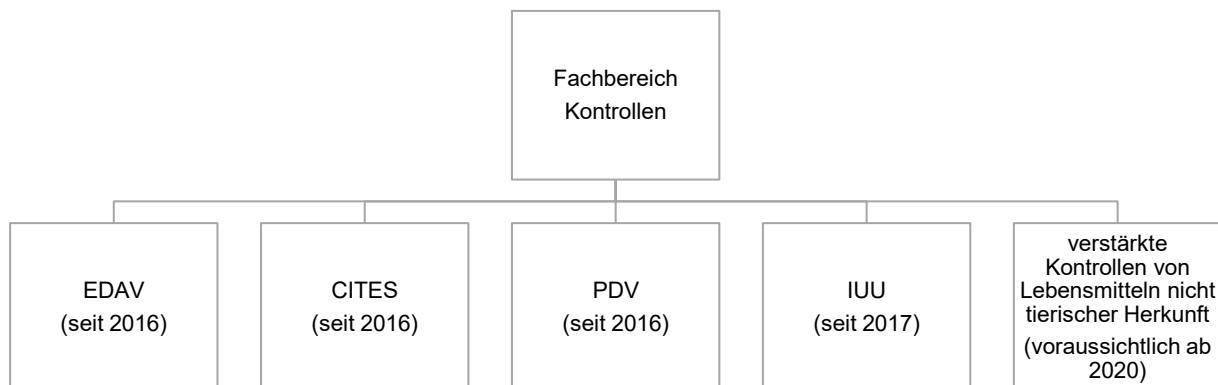 Fachbereich
Kontrollen
EDAV
(seit 2016)
CITES
(seit 2016)
PDV
(seit 2016)
IUU
(seit 2017)
verstärkte
Kontrollen von
Lebensmitteln nicht
tierischer Herkunft
(voraussichtlich ab
2020)